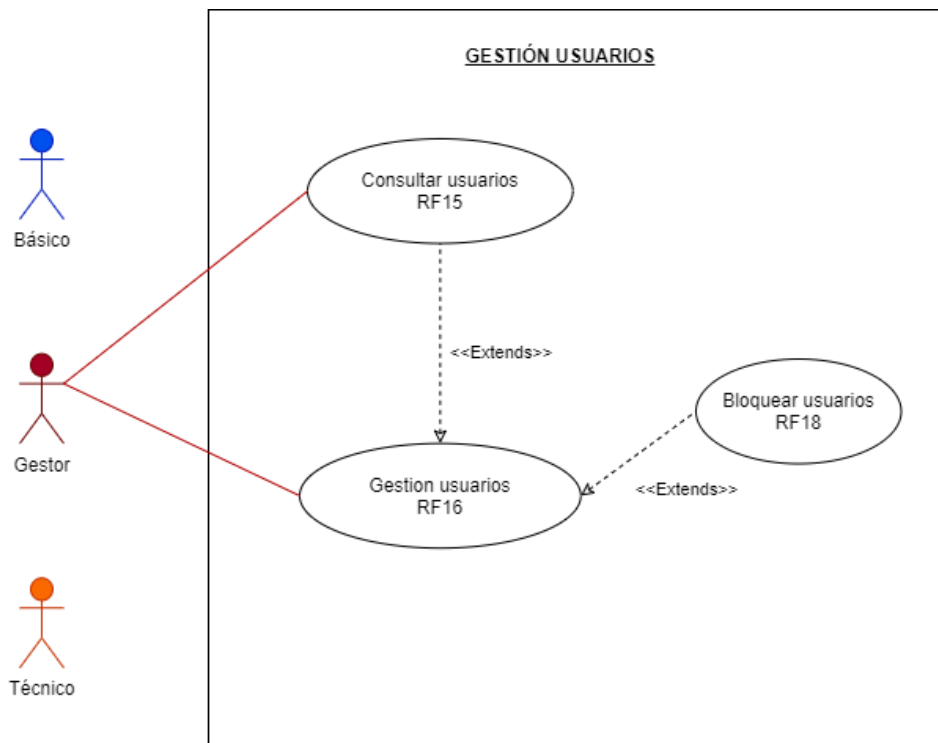 GESTIÓN USUARIOS
Básico
Consultar usuarios
RF15
<<Extends>>
Gestor
Bloquear usuarios
RF18
Gestion usuarios
RF16
<<Extends>>
Técnico